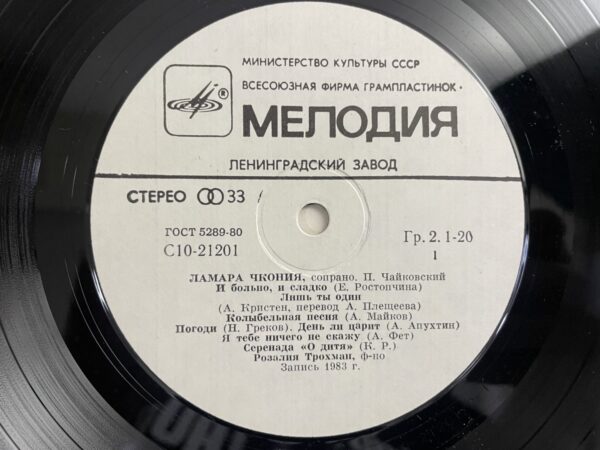 МИНИСТЕРСТВО КУЛЬТУРЫ СССР
ВСЕСОЮЗНАЯ ФИРМА ГРАМПЛАСТИНОК •
®
МЕЛОДИЯ
ЛЕНИНГРАДСКИЙ ЗАВОД
СТЕРЕО 33
ГОСТ 5289-80
С10-21201
Гр. 2. 1-20
1
ЛАМАРА ЧКОНИЯ, сопрано. П. Чайковский
И больно, и сладко (Е. Ростопчина)
Лишь ты один
(А. Кристен, перевод А. Плещеева)
Колыбельная песня (А. Майков)
Погоди (Н. Греков). День ли царит (А. Апухтин)
Я тебе ничего не скажу (А. Фет)
Серенада «О дитя» (К. Р.)
Розалия Трохман, ф-но
Запись 1983 г.